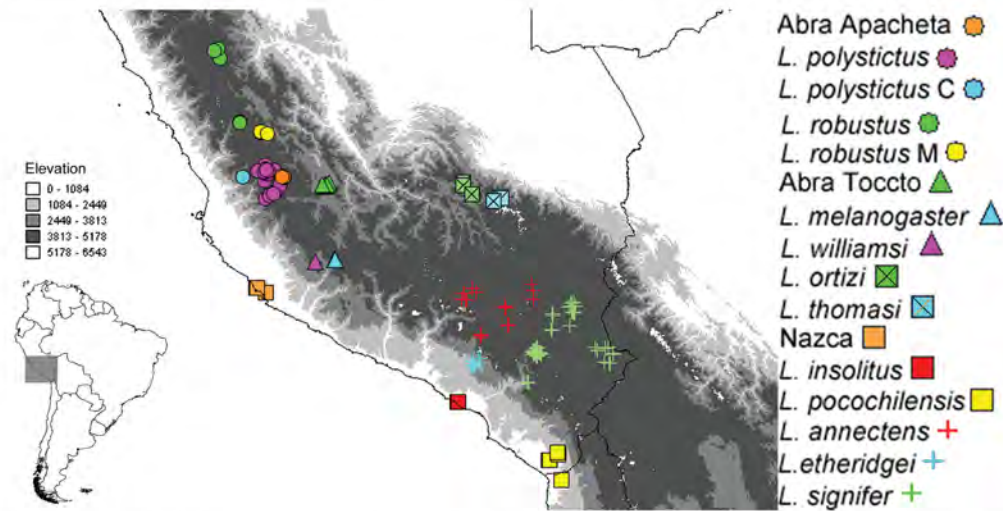 Elevation
0 - 1084
1084 - 2449
2449 - 3813
3813 - 5178
5178 - 6543
Abra Apacheta
L. polystictus
L. polystictus C
L. robustus
L. robustus M
Abra Toccto
L. melanogaster
L. williamsi
L. ortizi
L. thomasi
Nazca
L. insolitus
L. pocochilensis
L. annectens
L.etheridgei
L. signifer